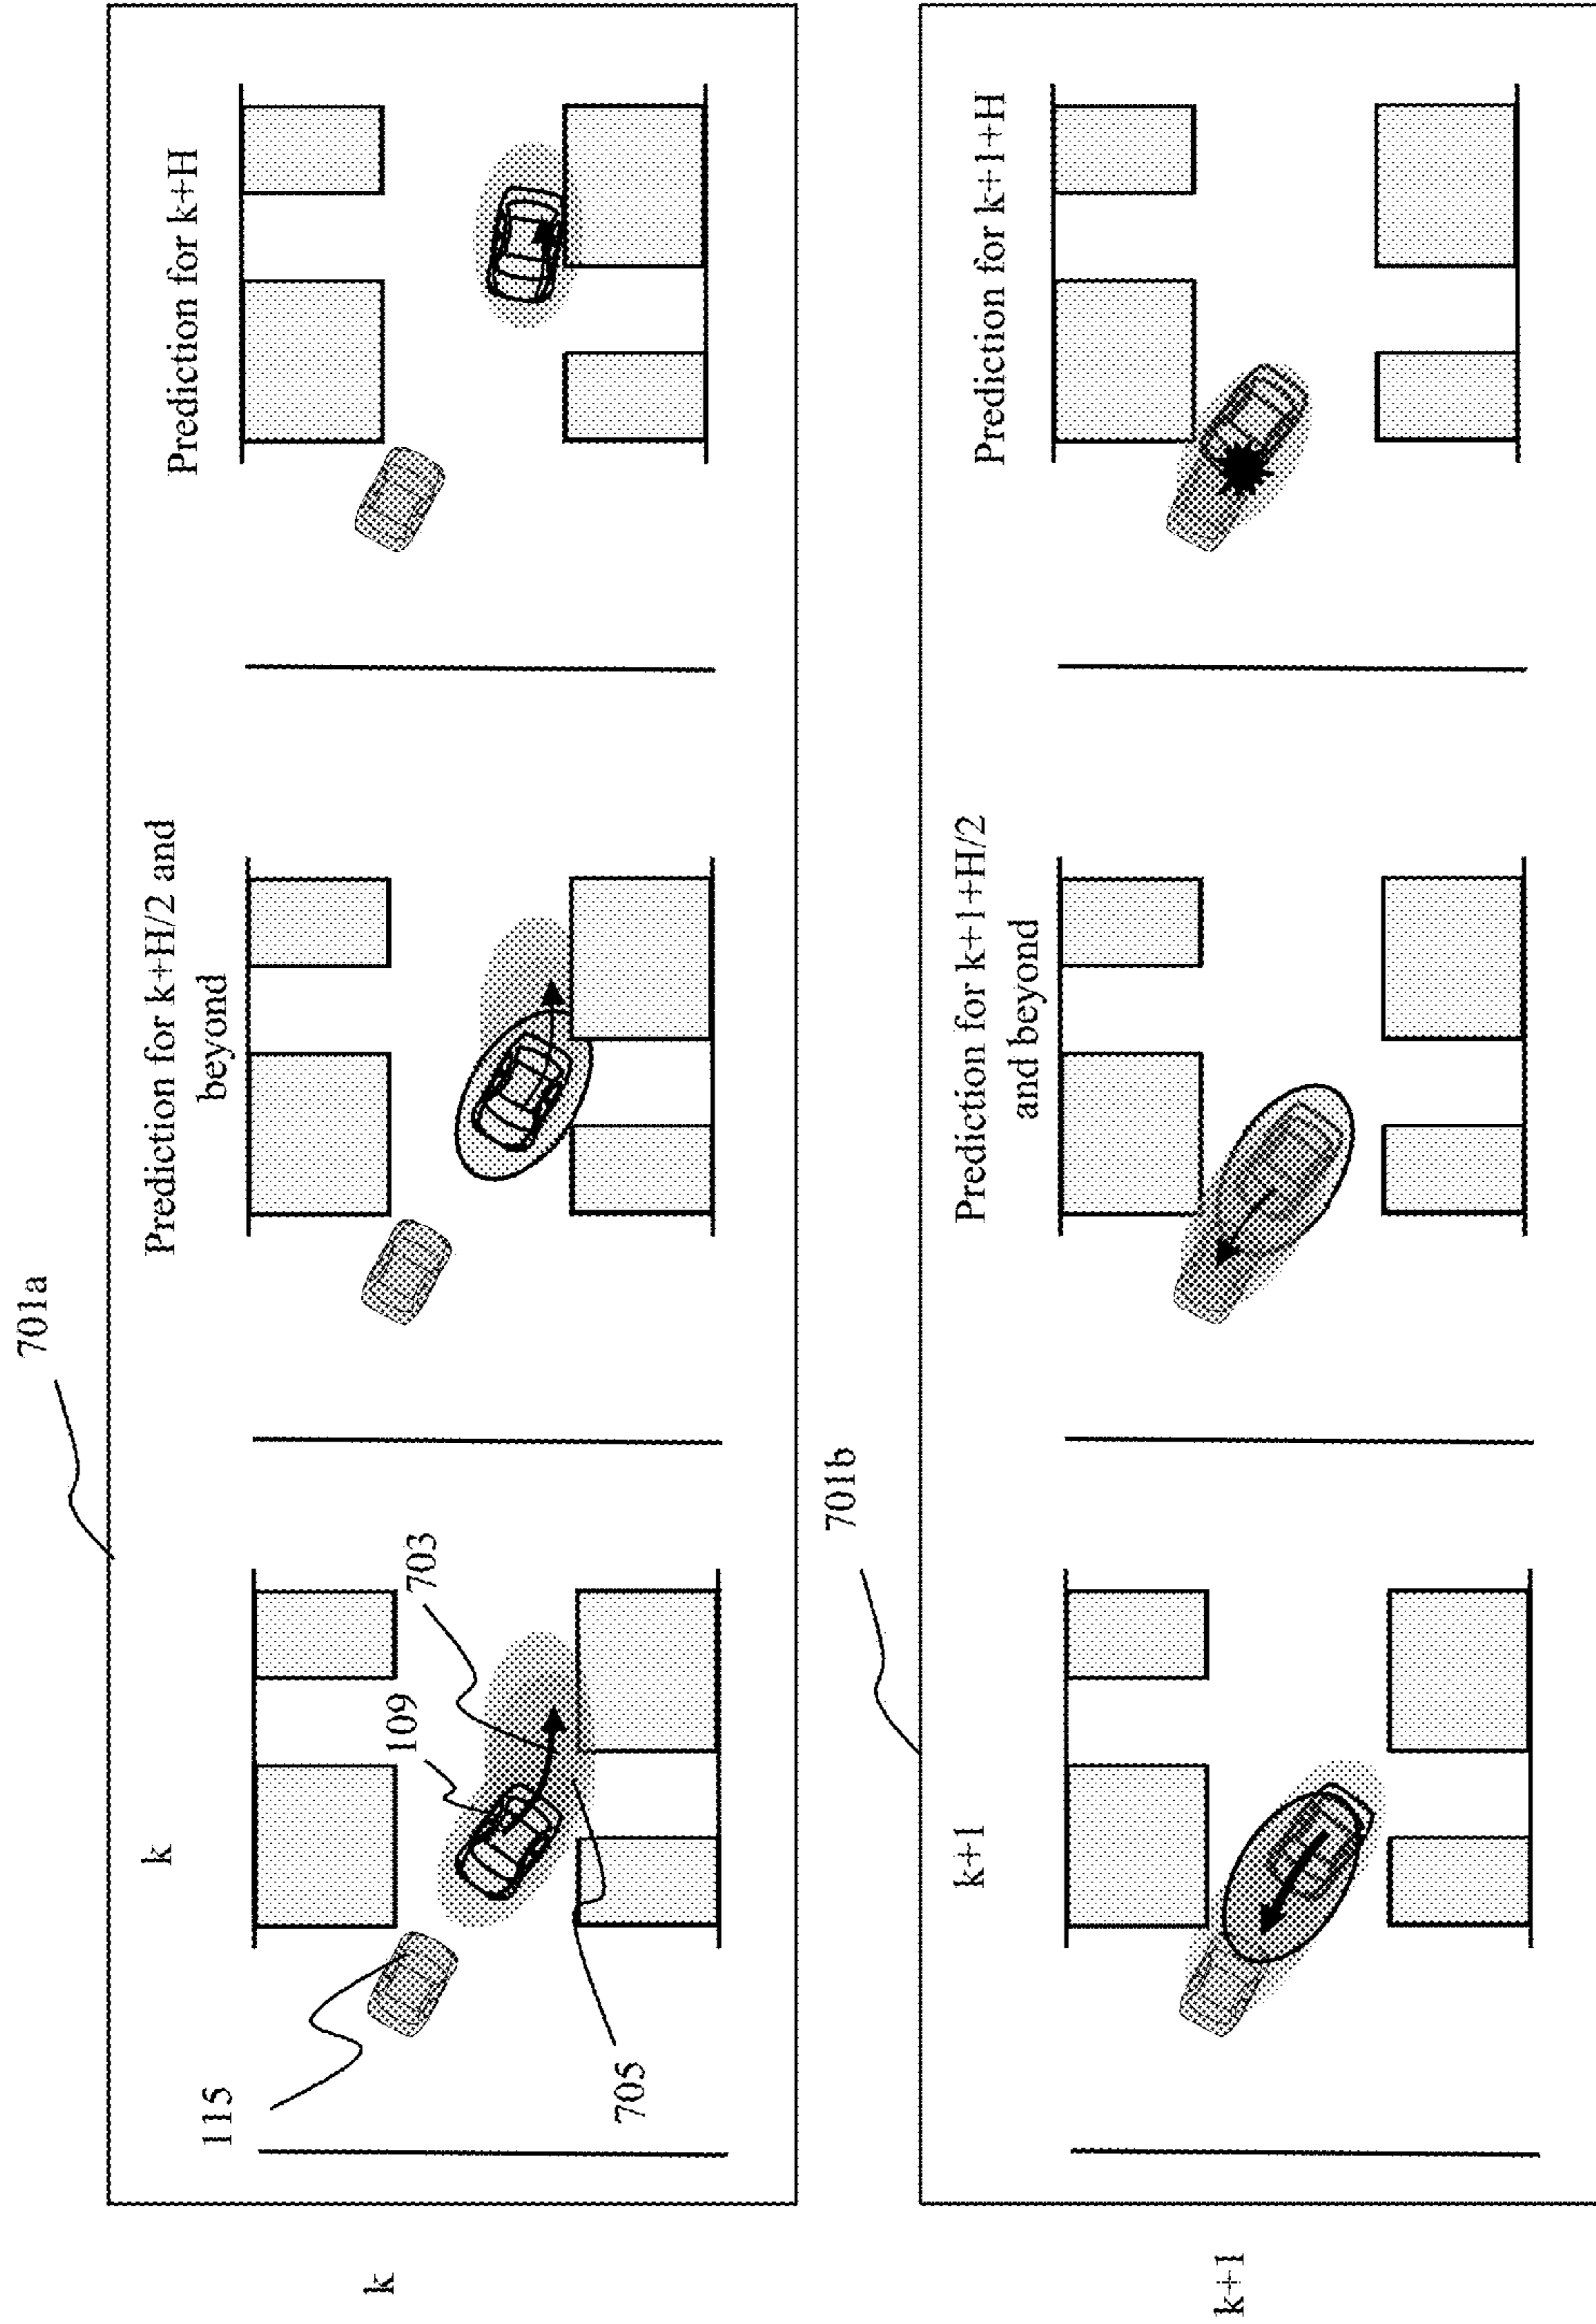 701a
k
k
Prediction for k+H/2 and
beyond
Prediction for k+H
115
109
703
705
701b
k+1
k+1
Prediction for k+1+H/2
and beyond
Prediction for k+1+H